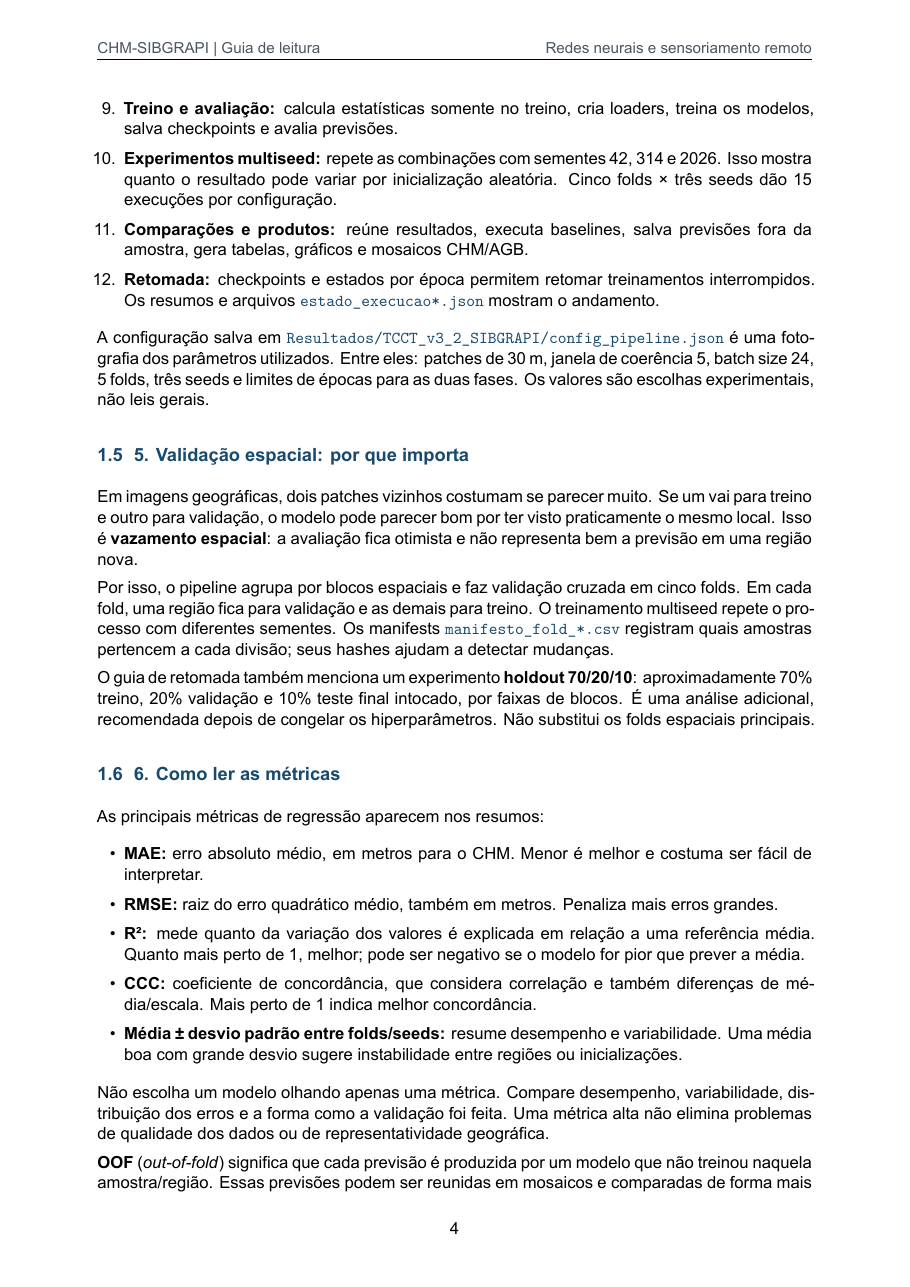 CHM-SIBGRAPI | Guia de leitura Redes neurais e sensoriamento remoto
9. Treino e avaliação: calcula estatísticas somente no treino, cria loaders, treina os modelos,
salva checkpoints e avalia previsões.
10. Experimentos multiseed: repete as combinações com sementes 42, 314 e 2026. Isso mostra
quanto o resultado pode variar por inicialização aleatória. Cinco folds × três seeds dão 15
execuções por configuração.
11. Comparações e produtos: reúne resultados, executa baselines, salva previsões fora da
amostra, gera tabelas, gráficos e mosaicos CHM/AGB.
12. Retomada: checkpoints e estados por época permitem retomar treinamentos interrompidos.
Os resumos e arquivos estado_execucao*.json mostram o andamento.
A configuração salva em Resultados/TCCT_v3_2_SIBGRAPI/config_pipeline.json é uma foto-
grafia dos parâmetros utilizados. Entre eles: patches de 30 m, janela de coerência 5, batch size 24,
5 folds, três seeds e limites de épocas para as duas fases. Os valores são escolhas experimentais,
não leis gerais.
1.5 5. Validação espacial: por que importa
Em imagens geográficas, dois patches vizinhos costumam se parecer muito. Se um vai para treino
e outro para validação, o modelo pode parecer bom por ter visto praticamente o mesmo local. Isso
é vazamento espacial: a avaliação fica otimista e não representa bem a previsão em uma região
nova.
Por isso, o pipeline agrupa por blocos espaciais e faz validação cruzada em cinco folds. Em cada
fold, uma região fica para validação e as demais para treino. O treinamento multiseed repete o pro-
cesso com diferentes sementes. Os manifests manifesto_fold_*.csv registram quais amostras
pertencem a cada divisão; seus hashes ajudam a detectar mudanças.
O guia de retomada também menciona um experimento holdout 70/20/10: aproximadamente 70%
treino, 20% validação e 10% teste final intocado, por faixas de blocos. É uma análise adicional,
recomendada depois de congelar os hiperparâmetros. Não substitui os folds espaciais principais.
1.6 6. Como ler as métricas
As principais métricas de regressão aparecem nos resumos:
• MAE: erro absoluto médio, em metros para o CHM. Menor é melhor e costuma ser fácil de
interpretar.
• RMSE: raiz do erro quadrático médio, também em metros. Penaliza mais erros grandes.
• R²: mede quanto da variação dos valores é explicada em relação a uma referência média.
Quanto mais perto de 1, melhor; pode ser negativo se o modelo for pior que prever a média.
• CCC: coeficiente de concordância, que considera correlação e também diferenças de mé-
dia/escala. Mais perto de 1 indica melhor concordância.
• Média ± desvio padrão entre folds/seeds: resume desempenho e variabilidade. Uma média
boa com grande desvio sugere instabilidade entre regiões ou inicializações.
Não escolha um modelo olhando apenas uma métrica. Compare desempenho, variabilidade, dis-
tribuição dos erros e a forma como a validação foi feita. Uma métrica alta não elimina problemas
de qualidade dos dados ou de representatividade geográfica.
OOF (out-of-fold) significa que cada previsão é produzida por um modelo que não treinou naquela
amostra/região. Essas previsões podem ser reunidas em mosaicos e comparadas de forma mais
4